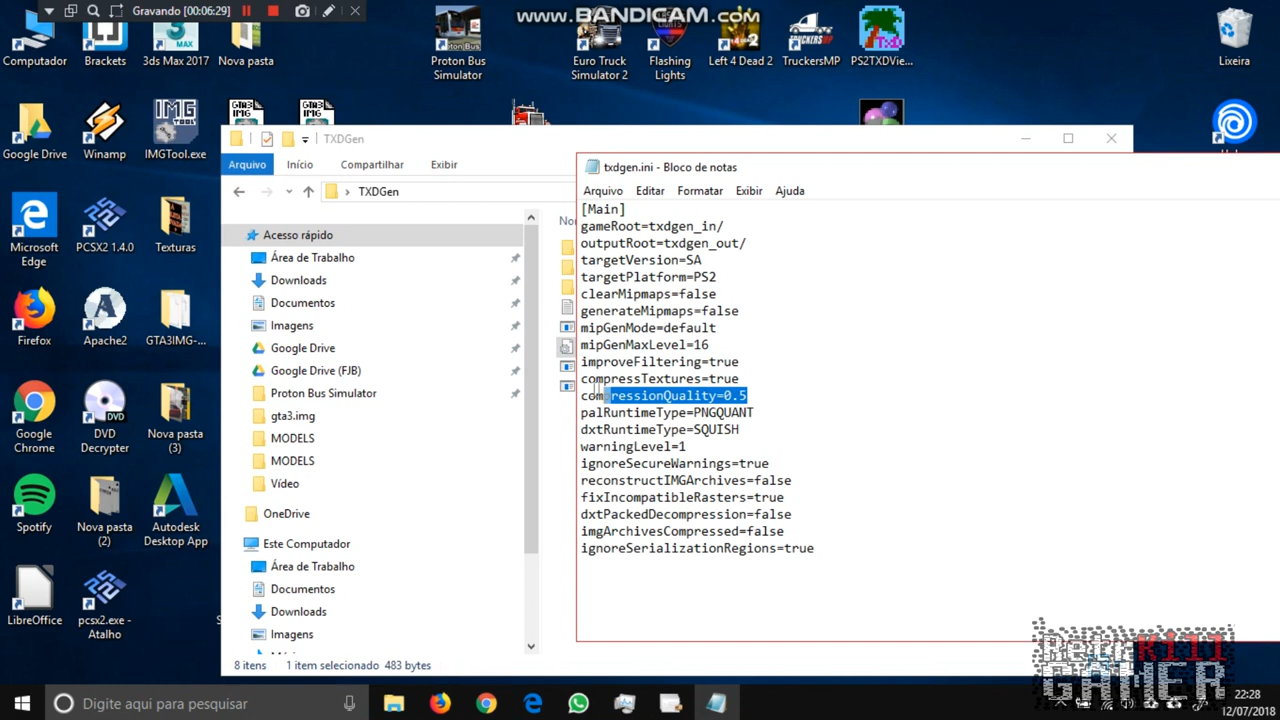 Gravando [00:06:29]
www.BANDICAM.com
Computador
Brackets
3ds Max 2017
Nova pasta
Proton Bus
Simulator
Euro Truck
Simulator 2
Flashing
Lights
Left 4 Dead 2
TruckersMP
PS2TXDVie...
Lixeira
Google Drive
Winamp
IMGTool.exe
Microsoft
Edge
PCSX2 1.4.0
Texturas
Firefox
Apache2
GTA3IMG-...
Google
Chrome
DVD
Decrypter
Nova pasta
(3)
Spotify
Nova pasta
(2)
Autodesk
Desktop App
LibreOffice
pcsx2.exe -
Atalho
TXDGen
Arquivo
Início
Compartilhar
Exibir
TXDGen
Acesso rápido
Área de Trabalho
Downloads
Documentos
Imagens
Google Drive
Google Drive (FJB)
Proton Bus Simulator
gta3.img
MODELS
MODELS
Vídeo
OneDrive
Este Computador
Área de Trabalho
Documentos
Downloads
Imagens
8 itens
1 item selecionado 483 bytes
txdgen.ini - Bloco de notas
Arquivo Editar Formatar Exibir Ajuda
[Main]
gameRoot=txdgen_in/
outputRoot=txdgen_out/
targetVersion=SA
targetPlatform=PS2
clearMipmaps=false
generateMipmaps=false
mipGenMode=default
mipGenMaxLevel=16
improveFiltering=true
compressTextures=true
compressionQuality=0.5
palRuntimeType=PNGQUANT
dxtRuntimeType=SQUISH
warningLevel=1
ignoreSecureWarnings=true
reconstructIMGArchives=false
fixIncompatibleRasters=true
dxtPackedDecompression=false
imgArchivesCompressed=false
ignoreSerializationRegions=true
Digite aqui para pesquisar
GAMER
22:28
12/07/2018